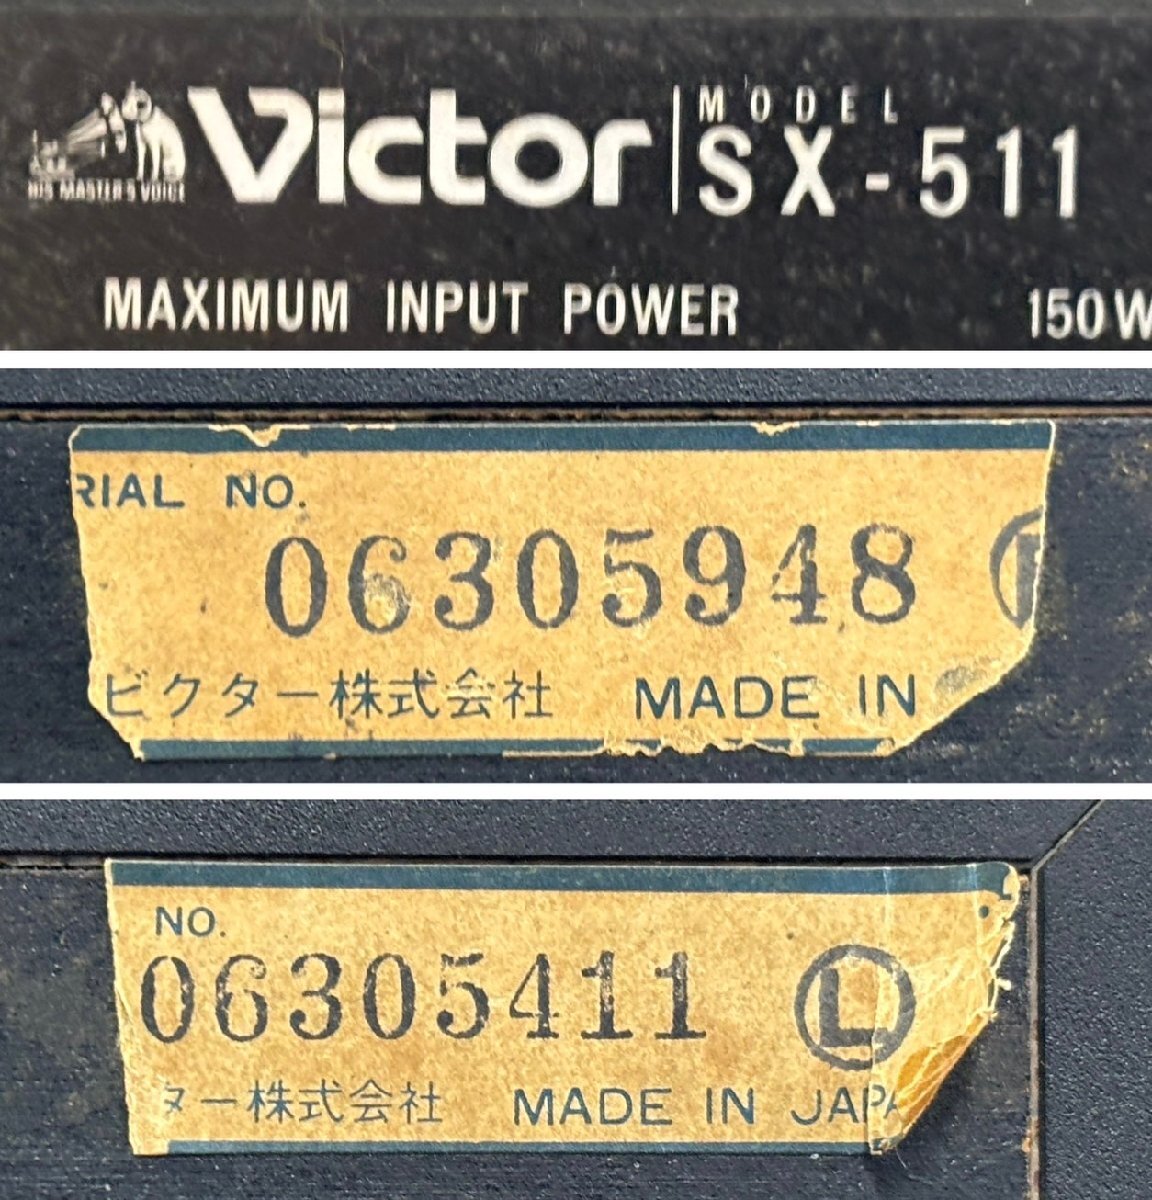 HIS MASTER'S VOICE
Victor
MODEL
SX-511
MAXIMUM INPUT POWER 150W
RIAL NO.
06305948
ビクター株式会社 MADE IN
NO.
06305411 L
ター株式会社 MADE IN JAPA